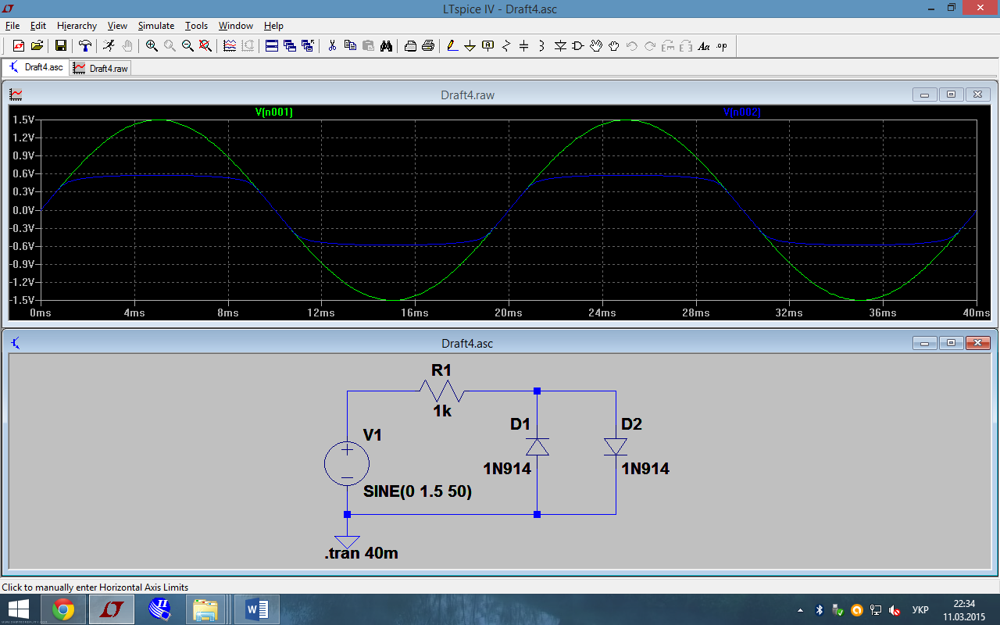 LTspice IV - Draft4.asc
File Edit Hierarchy View Simulate Tools Window Help
Aa .op
Draft4.asc Draft4.raw
Draft4.raw
V(n001) V(n002)
1.5V
1.2V
0.9V
0.6V
0.3V
0.0V
-0.3V
-0.6V
-0.9V
-1.2V
-1.5V
0ms 4ms 8ms 12ms 16ms 20ms 24ms 28ms 32ms 36ms 40ms
Draft4.asc
R1
1k
D1 D2
V1
1N914 1N914
SINE(0 1.5 50)
.tran 40m
Click to manually enter Horizontal Axis Limits
УКР
22:34
11.03.2015